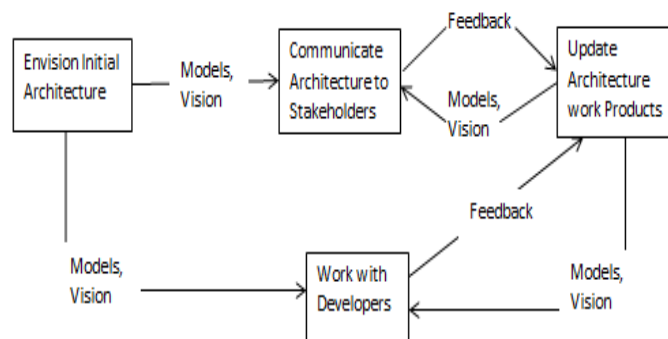 Envision Initial
Architecture
Models,
Vision
Communicate
Architecture to
Stakeholders
Feedback
Models,
Vision
Update
Architecture
work Products
Feedback
Models,
Vision
Work with
Developers
Models,
Vision